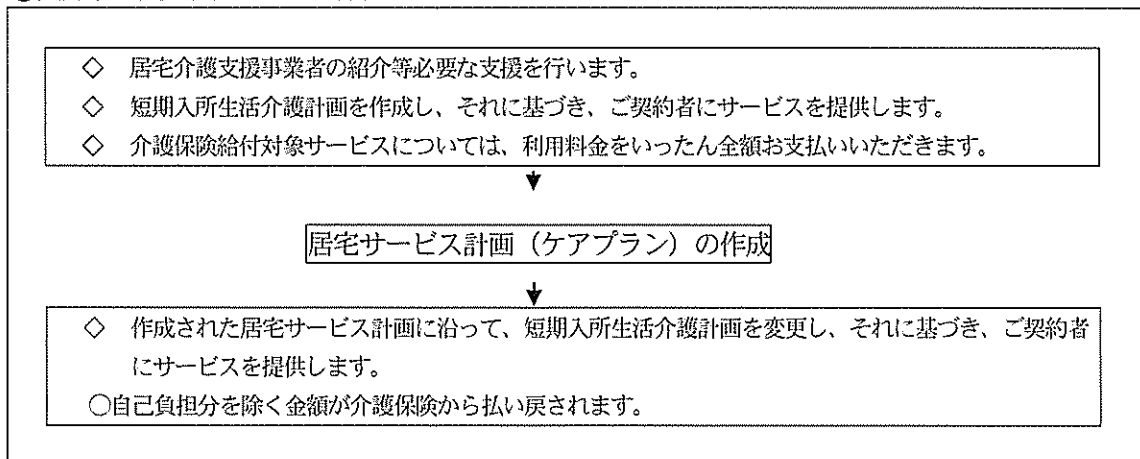 ◇ 居宅介護支援事業者の紹介等必要な支援を行います。
◇ 短期入所生活介護計画を作成し、それに基づき、ご契約者にサービスを提供します。
◇ 介護保険給付対象サービスについては、利用料金をいったん全額お支払いいただきます。
居宅サービス計画（ケアプラン）の作成
◇ 作成された居宅サービス計画に沿って、短期入所生活介護計画を変更し、それに基づき、ご契約者
にサービスを提供します。
○自己負担分を除く金額が介護保険から払い戻されます。